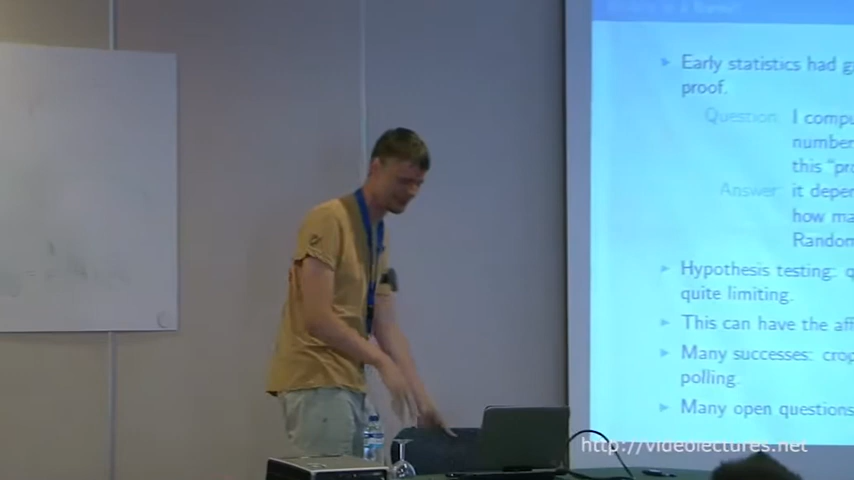 Early statistics had g
proof.
Question I compu
number
this "pr
Answer it depe
how ma
Random
Hypothesis testing
quite limiting.
This can have the aff
Many successes: crop
polling.
Many open questions
http://videolectures.net